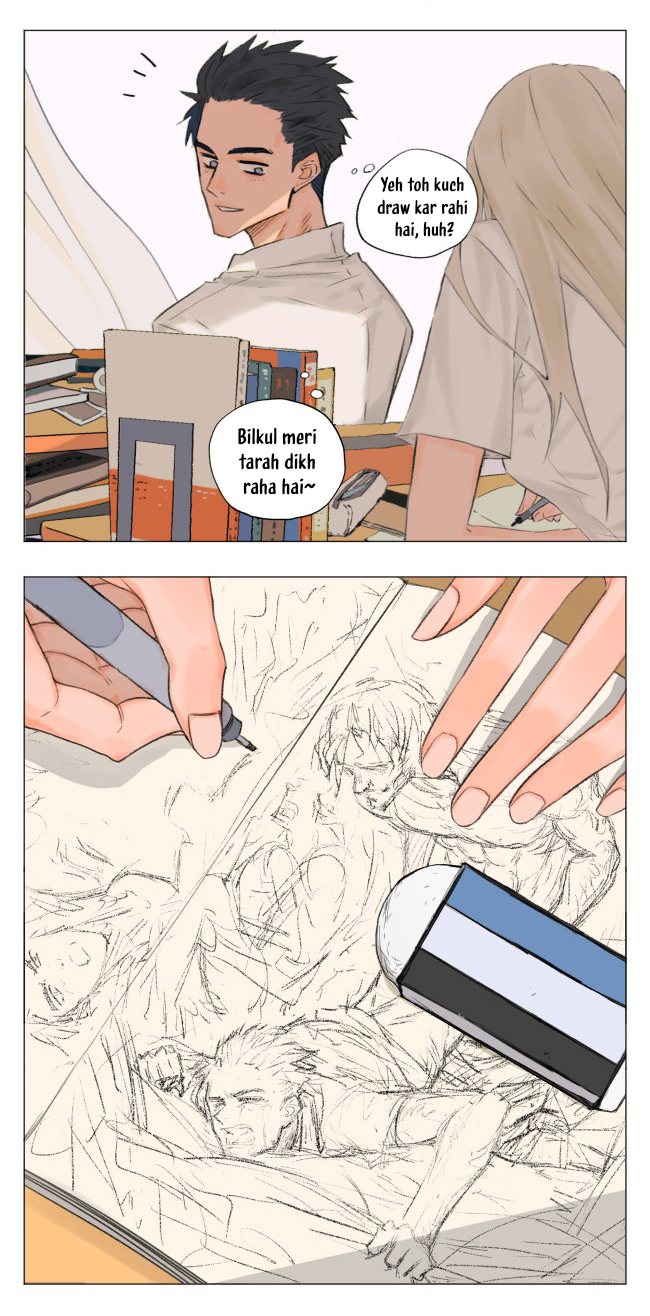 Yeh toh kuch
draw kar rahi
hai, huh?
Bilkul meri
tarah dikh
raha hai~